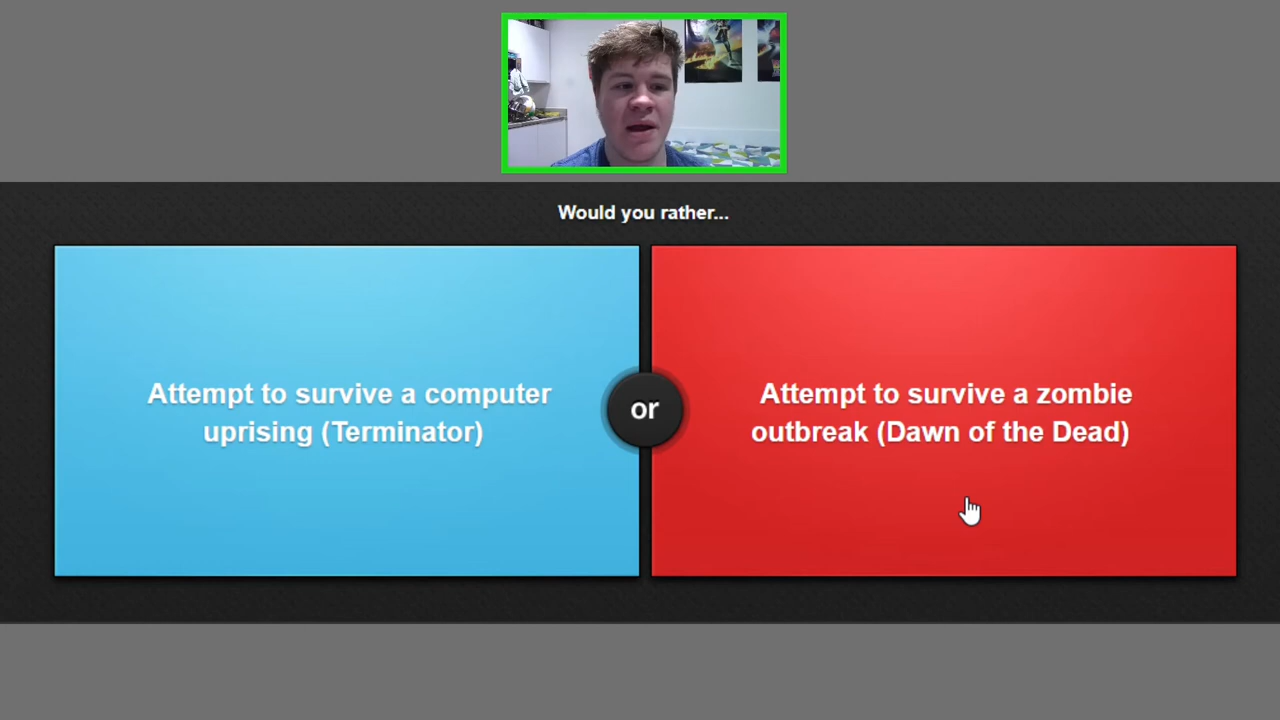 Would you rather...
Attempt to survive a computer
uprising (Terminator)
or
Attempt to survive a zombie
outbreak (Dawn of the Dead)